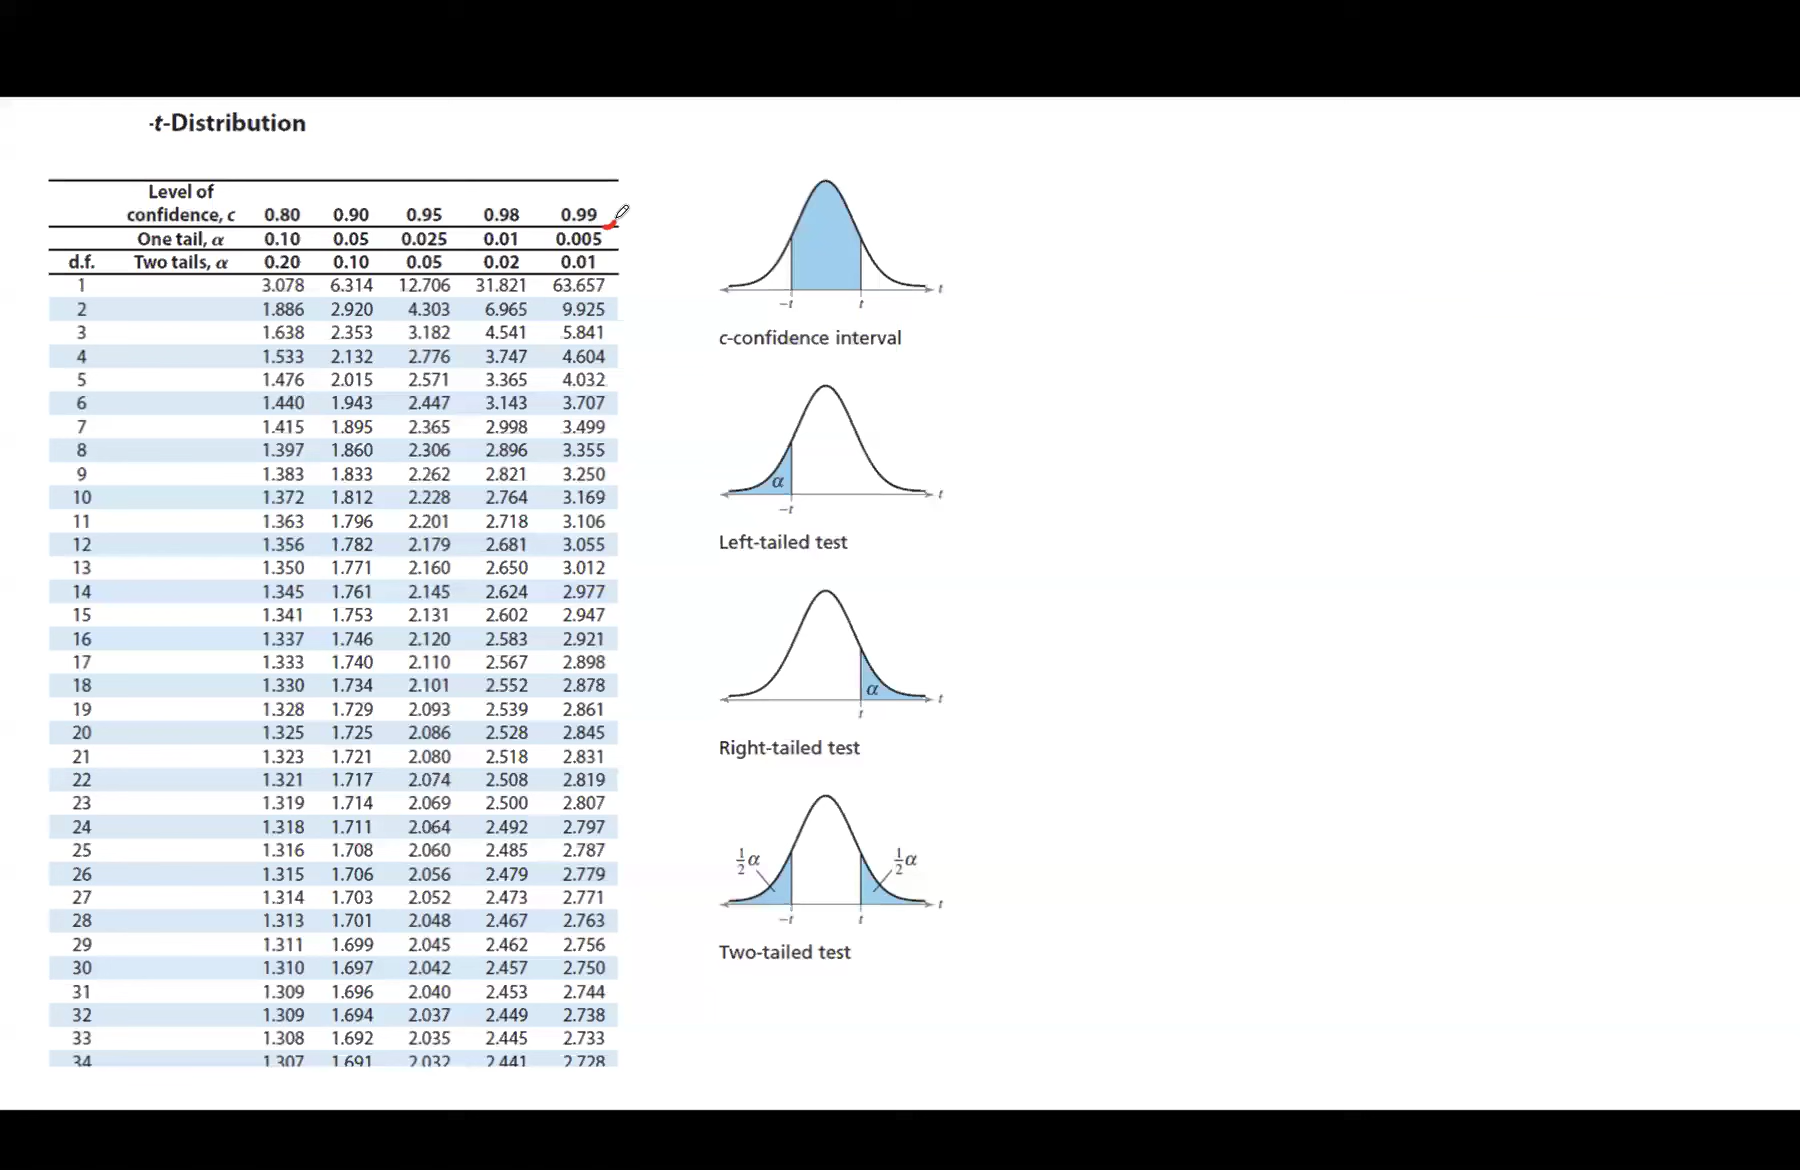 -t-Distribution
Level of
confidence, c 0.80 0.90 0.95 0.98 0.99
One tail, α 0.10 0.05 0.025 0.01 0.005
d.f. Two tails, α 0.20 0.10 0.05 0.02 0.01
1 3.078 6.314 12.706 31.821 63.657
2 1.886 2.920 4.303 6.965 9.925
3 1.638 2.353 3.182 4.541 5.841
4 1.533 2.132 2.776 3.747 4.604
5 1.476 2.015 2.571 3.365 4.032
6 1.440 1.943 2.447 3.143 3.707
7 1.415 1.895 2.365 2.998 3.499
8 1.397 1.860 2.306 2.896 3.355
9 1.383 1.833 2.262 2.821 3.250
10 1.372 1.812 2.228 2.764 3.169
11 1.363 1.796 2.201 2.718 3.106
12 1.356 1.782 2.179 2.681 3.055
13 1.350 1.771 2.160 2.650 3.012
14 1.345 1.761 2.145 2.624 2.977
15 1.341 1.753 2.131 2.602 2.947
16 1.337 1.746 2.120 2.583 2.921
17 1.333 1.740 2.110 2.567 2.898
18 1.330 1.734 2.101 2.552 2.878
19 1.328 1.729 2.093 2.539 2.861
20 1.325 1.725 2.086 2.528 2.845
21 1.323 1.721 2.080 2.518 2.831
22 1.321 1.717 2.074 2.508 2.819
23 1.319 1.714 2.069 2.500 2.807
24 1.318 1.711 2.064 2.492 2.797
25 1.316 1.708 2.060 2.485 2.787
26 1.315 1.706 2.056 2.479 2.779
27 1.314 1.703 2.052 2.473 2.771
28 1.313 1.701 2.048 2.467 2.763
29 1.311 1.699 2.045 2.462 2.756
30 1.310 1.697 2.042 2.457 2.750
31 1.309 1.696 2.040 2.453 2.744
32 1.309 1.694 2.037 2.449 2.738
33 1.308 1.692 2.035 2.445 2.733
34 1.307 1.691 2.032 2.441 2.728
t
-t t
c-confidence interval
α
t
-t
Left-tailed test
α
t
t
Right-tailed test
½α ½α
t
-t t
Two-tailed test